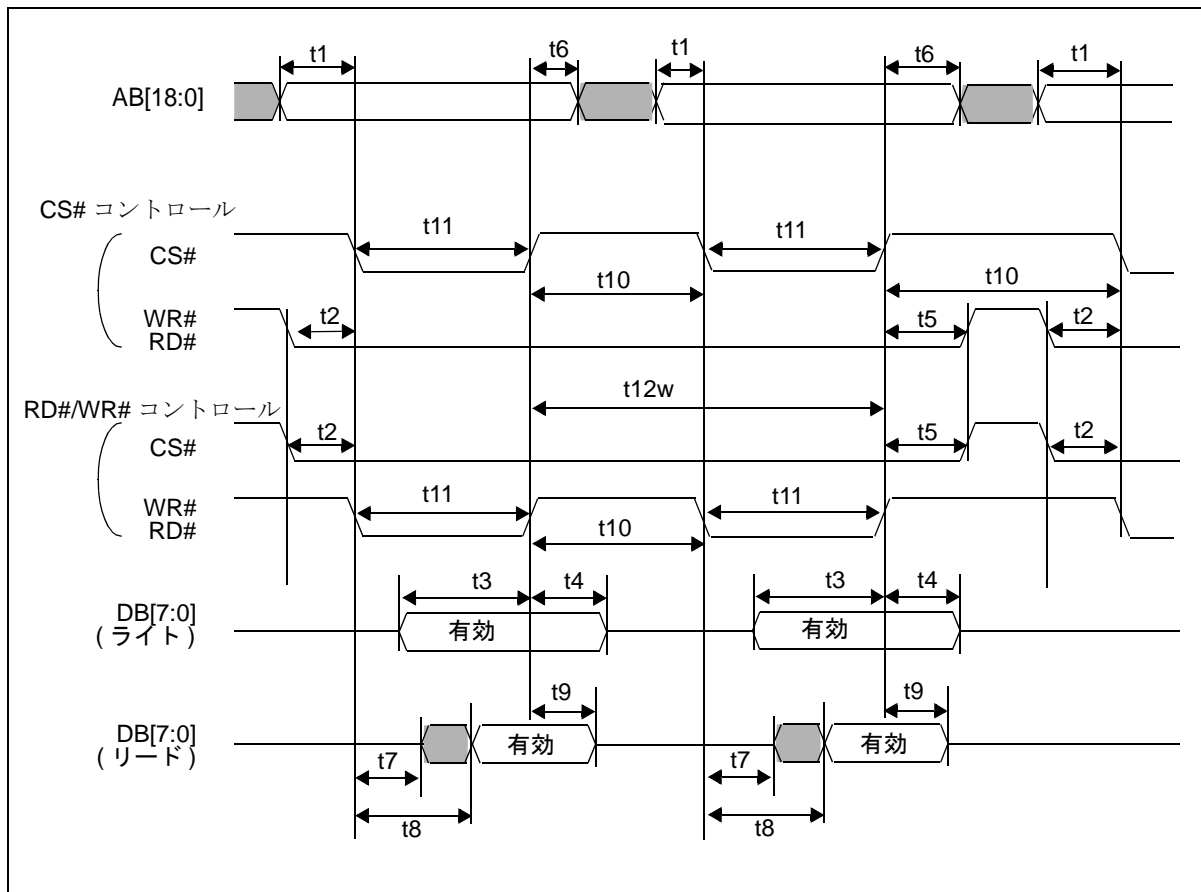 t1 t6 t1 t6 t1
AB[18:0]
CS# コントロール
t11 t11
CS#
t10 t10
WR# t2 t5 t2
RD#
t12w
RD#/WR# コントロール
t2 t5 t2
CS#
t11 t11
WR#
RD# t10
t3 t4 t3 t4
DB[7:0]
( ライト ) 有効 有効
t9 t9
DB[7:0]
( リード ) 有効 有効
t7 t7
t8 t8